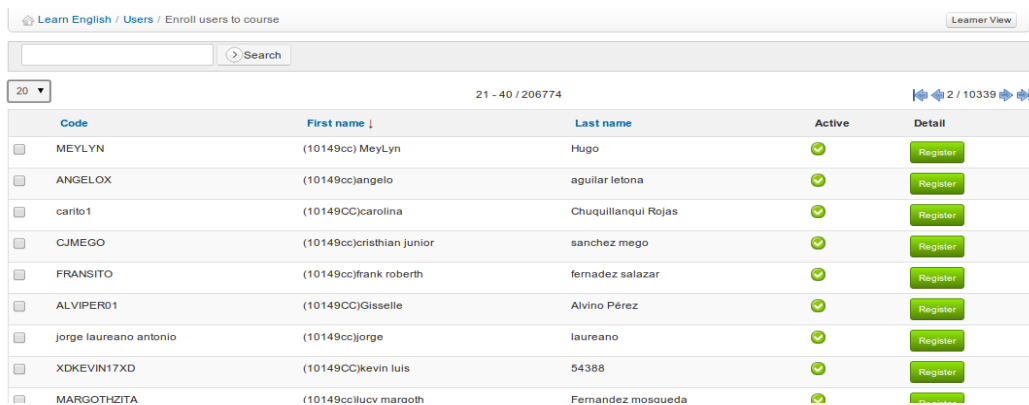 Learn English / Users / Enroll users to course Learner View
Search
20 21 - 40 / 206774 2 / 10339
Code First name ↓ Last name Active Detail
MEYLYN (10149cc) MeyLyn Hugo Register
ANGELOX (10149cc)angelo aguilar letona Register
carito1 (10149CC)carolina Chuquillanqui Rojas Register
CJMEGO (10149cc)cristhian junior sanchez mego Register
FRANSITO (10149cc)frank roberth fernadez salazar Register
ALVIPER01 (10149CC)Gisselle Alvino Pérez Register
jorge laureano antonio (10149cc)jorge laureano Register
XDKEVIN17XD (10149CC)kevin luis 54388 Register
MARGOTHZITA (10149cc)lucy margoth Fernandez mosqueda Register